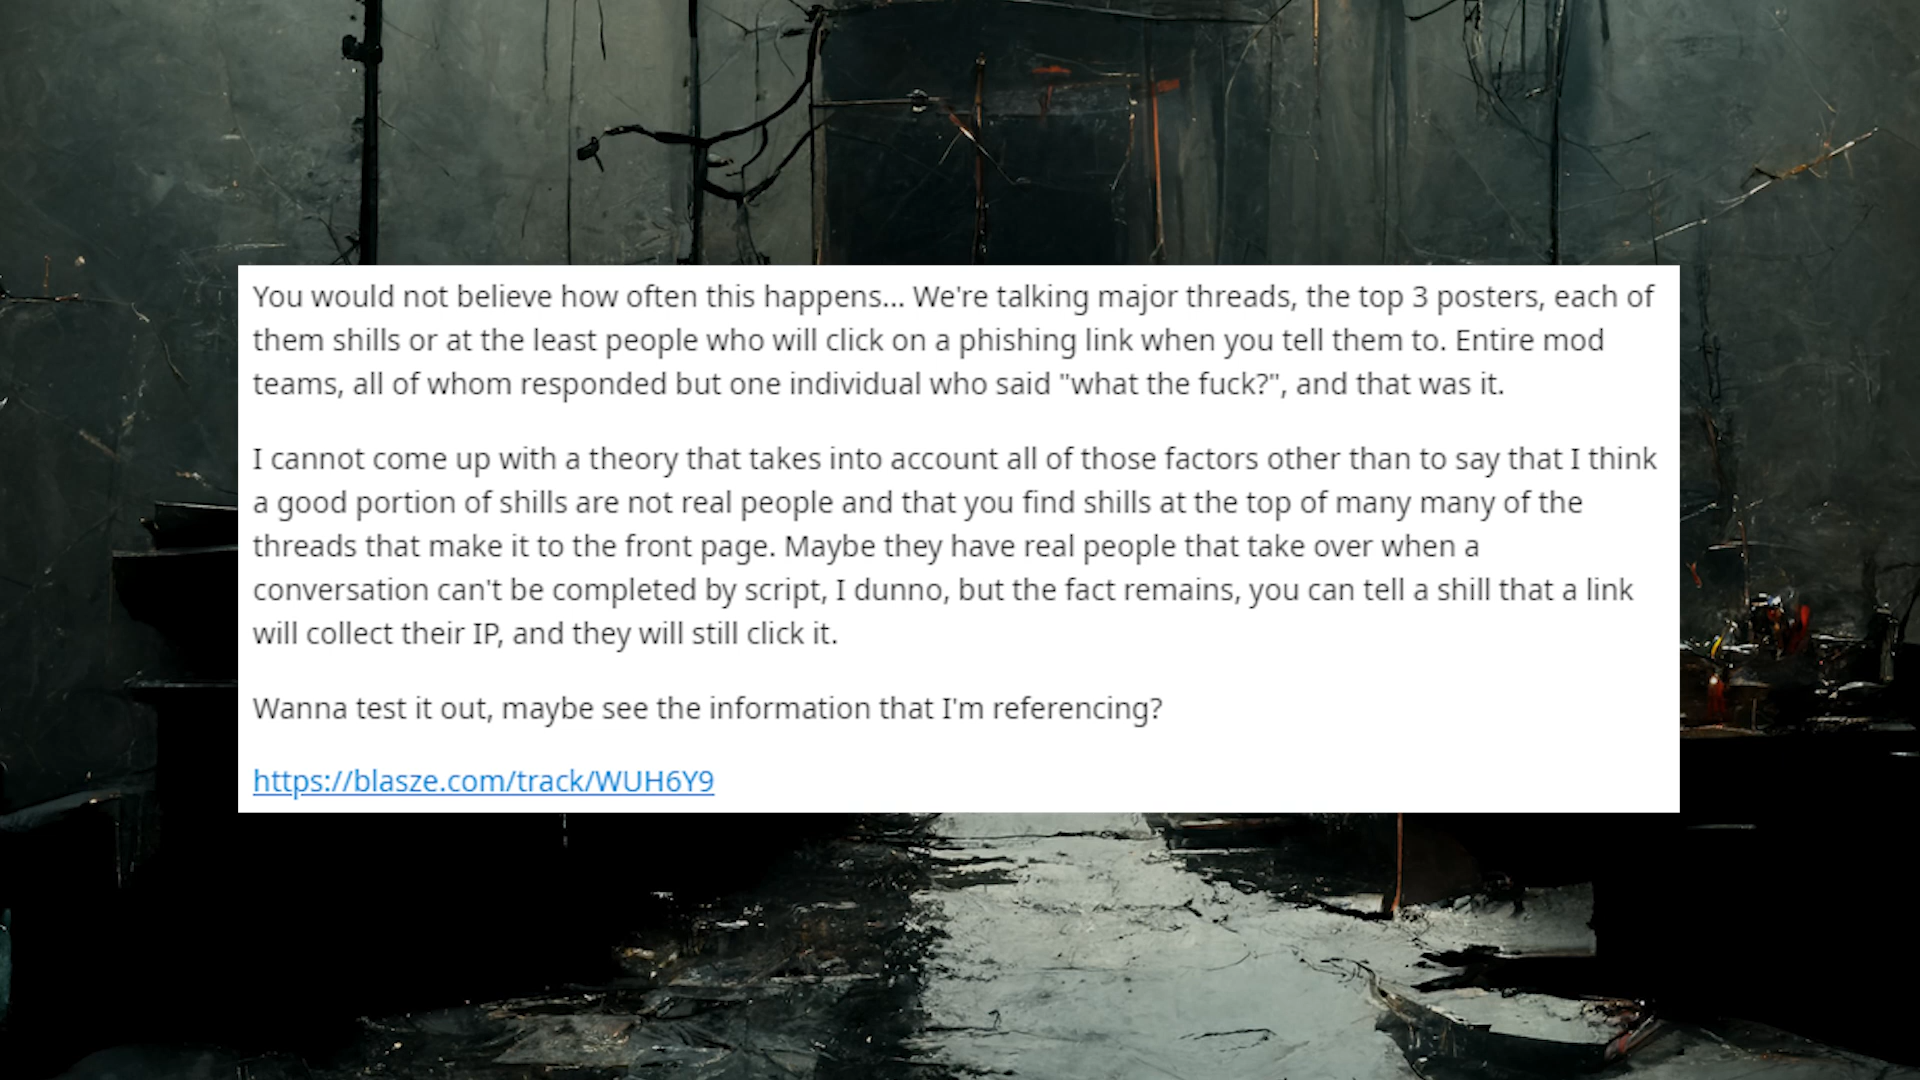 You would not believe how often this happens... We're talking major threads, the top 3 posters, each of
them shills or at the least people who will click on a phishing link when you tell them to. Entire mod
teams, all of whom responded but one individual who said "what the fuck?", and that was it.
I cannot come up with a theory that takes into account all of those factors other than to say that I think
a good portion of shills are not real people and that you find shills at the top of many many of the
threads that make it to the front page. Maybe they have real people that take over when a
conversation can't be completed by script, I dunno, but the fact remains, you can tell a shill that a link
will collect their IP, and they will still click it.
Wanna test it out, maybe see the information that I'm referencing?
https://blasze.com/track/WUH6Y9